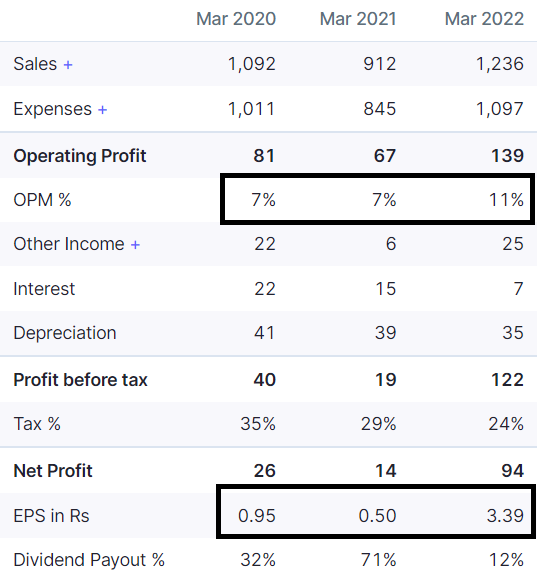 Mar 2020 Mar 2021 Mar 2022
Sales + 1,092 912 1,236
Expenses + 1,011 845 1,097
Operating Profit 81 67 139
OPM % 7% 7% 11%
Other Income + 22 6 25
Interest 22 15 7
Depreciation 41 39 35
Profit before tax 40 19 122
Tax % 35% 29% 24%
Net Profit 26 14 94
EPS in Rs 0.95 0.50 3.39
Dividend Payout % 32% 71% 12%